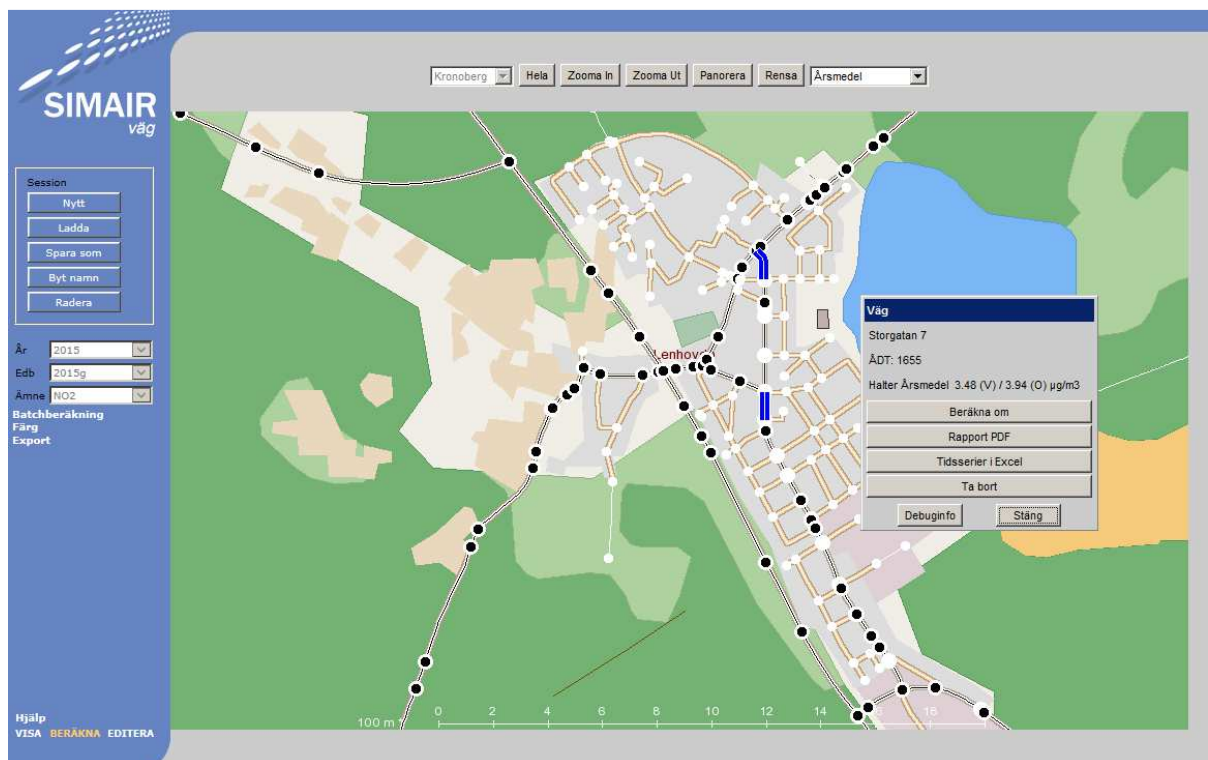 SIMAIR
väg
Kronoberg Hela Zooma In Zooma Ut Panorera Rensa Årsmedel
Session
Nytt
Ladda
Spara som
Byt namn
Radera
År 2015
Edb 2015g
Ämne NO2
Batchberäkning
Färg
Export
Hjälp
VISA BERÄKNA EDITERA
Väg
Storgatan 7
ÅDT: 1655
Halter Årsmedel 3.48 (V) / 3.94 (O) µg/m3
Beräkna om
Rapport PDF
Tidsserier i Excel
Ta bort
Debuginfo Stäng
100 m 0 2 4 6 8 10 12 14 16